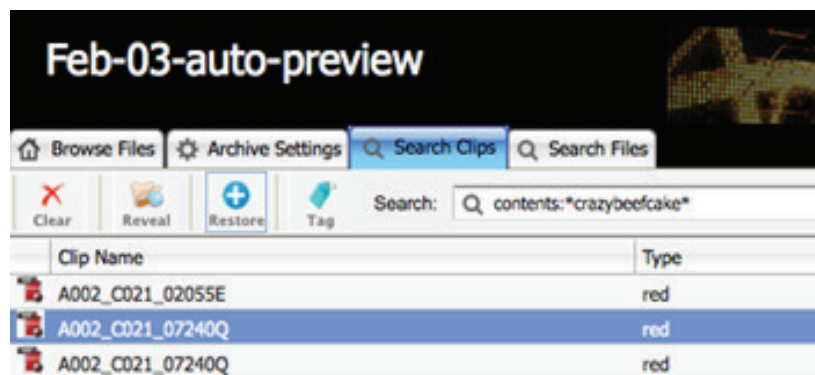 Feb-03-auto-preview
Browse Files Archive Settings Search Clips Search Files
Clear Reveal Restore Tag Search: contents:*crazybeefcake*
Clip Name Type
A002_C021_02055E red
A002_C021_07240Q red
A002_C021_07240Q red